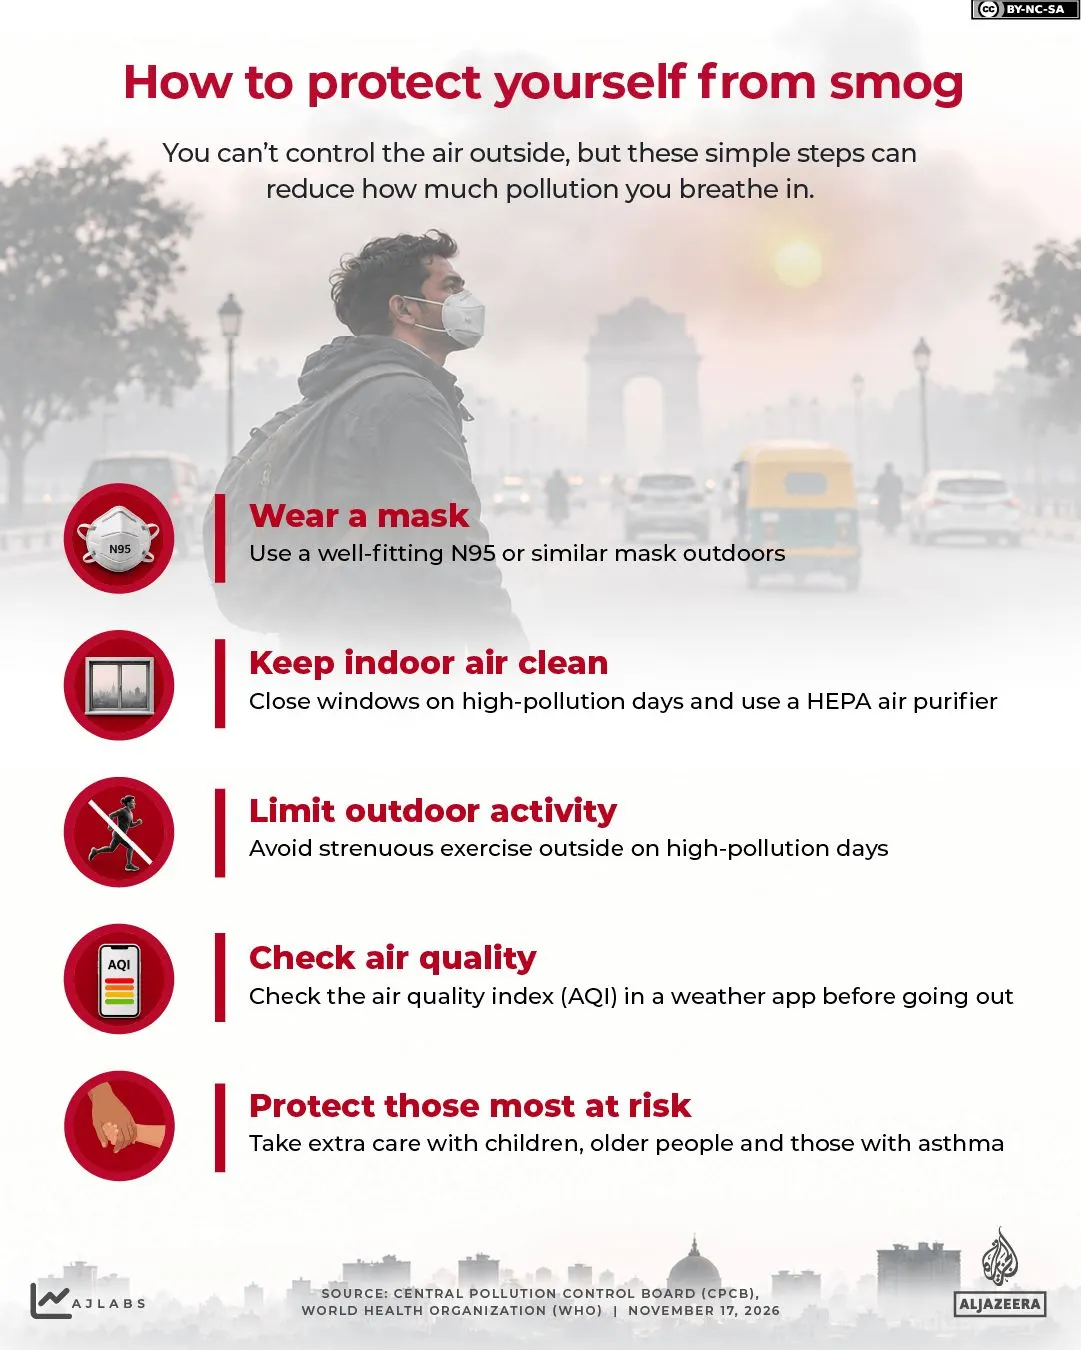 BY-NC-SA
How to protect yourself from smog
You can't control the air outside, but these simple steps can
reduce how much pollution you breathe in.
Wear a mask
N95
Use a well-fitting N95 or similar mask outdoors
Keep indoor air clean
Close windows on high-pollution days and use a HEPA air purifier
Limit outdoor activity
Avoid strenuous exercise outside on high-pollution days
Check air quality
AQI
Check the air quality index (AQI) in a weather app before going out
Protect those most at risk
Take extra care with children, older people and those with asthma
AJLABS
SOURCE: CENTRAL POLLUTION CONTROL BOARD (CPCB),
WORLD HEALTH ORGANIZATION (WHO) | NOVEMBER 17, 2026
ALJAZEERA